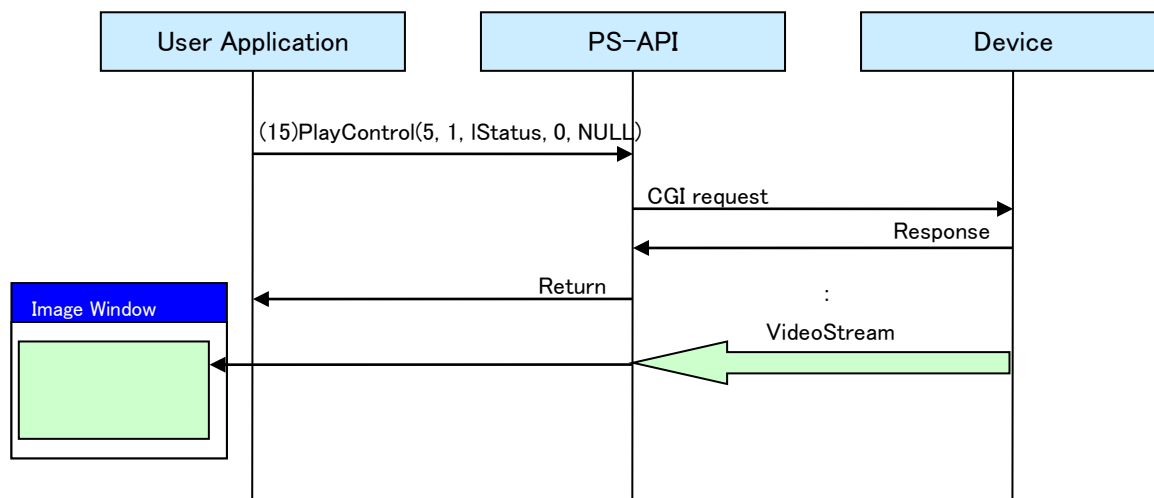 User Application
PS-API
Device
(15)PlayControl(5, 1, lStatus, 0, NULL)
CGI request
Response
Return
:
Image Window
VideoStream